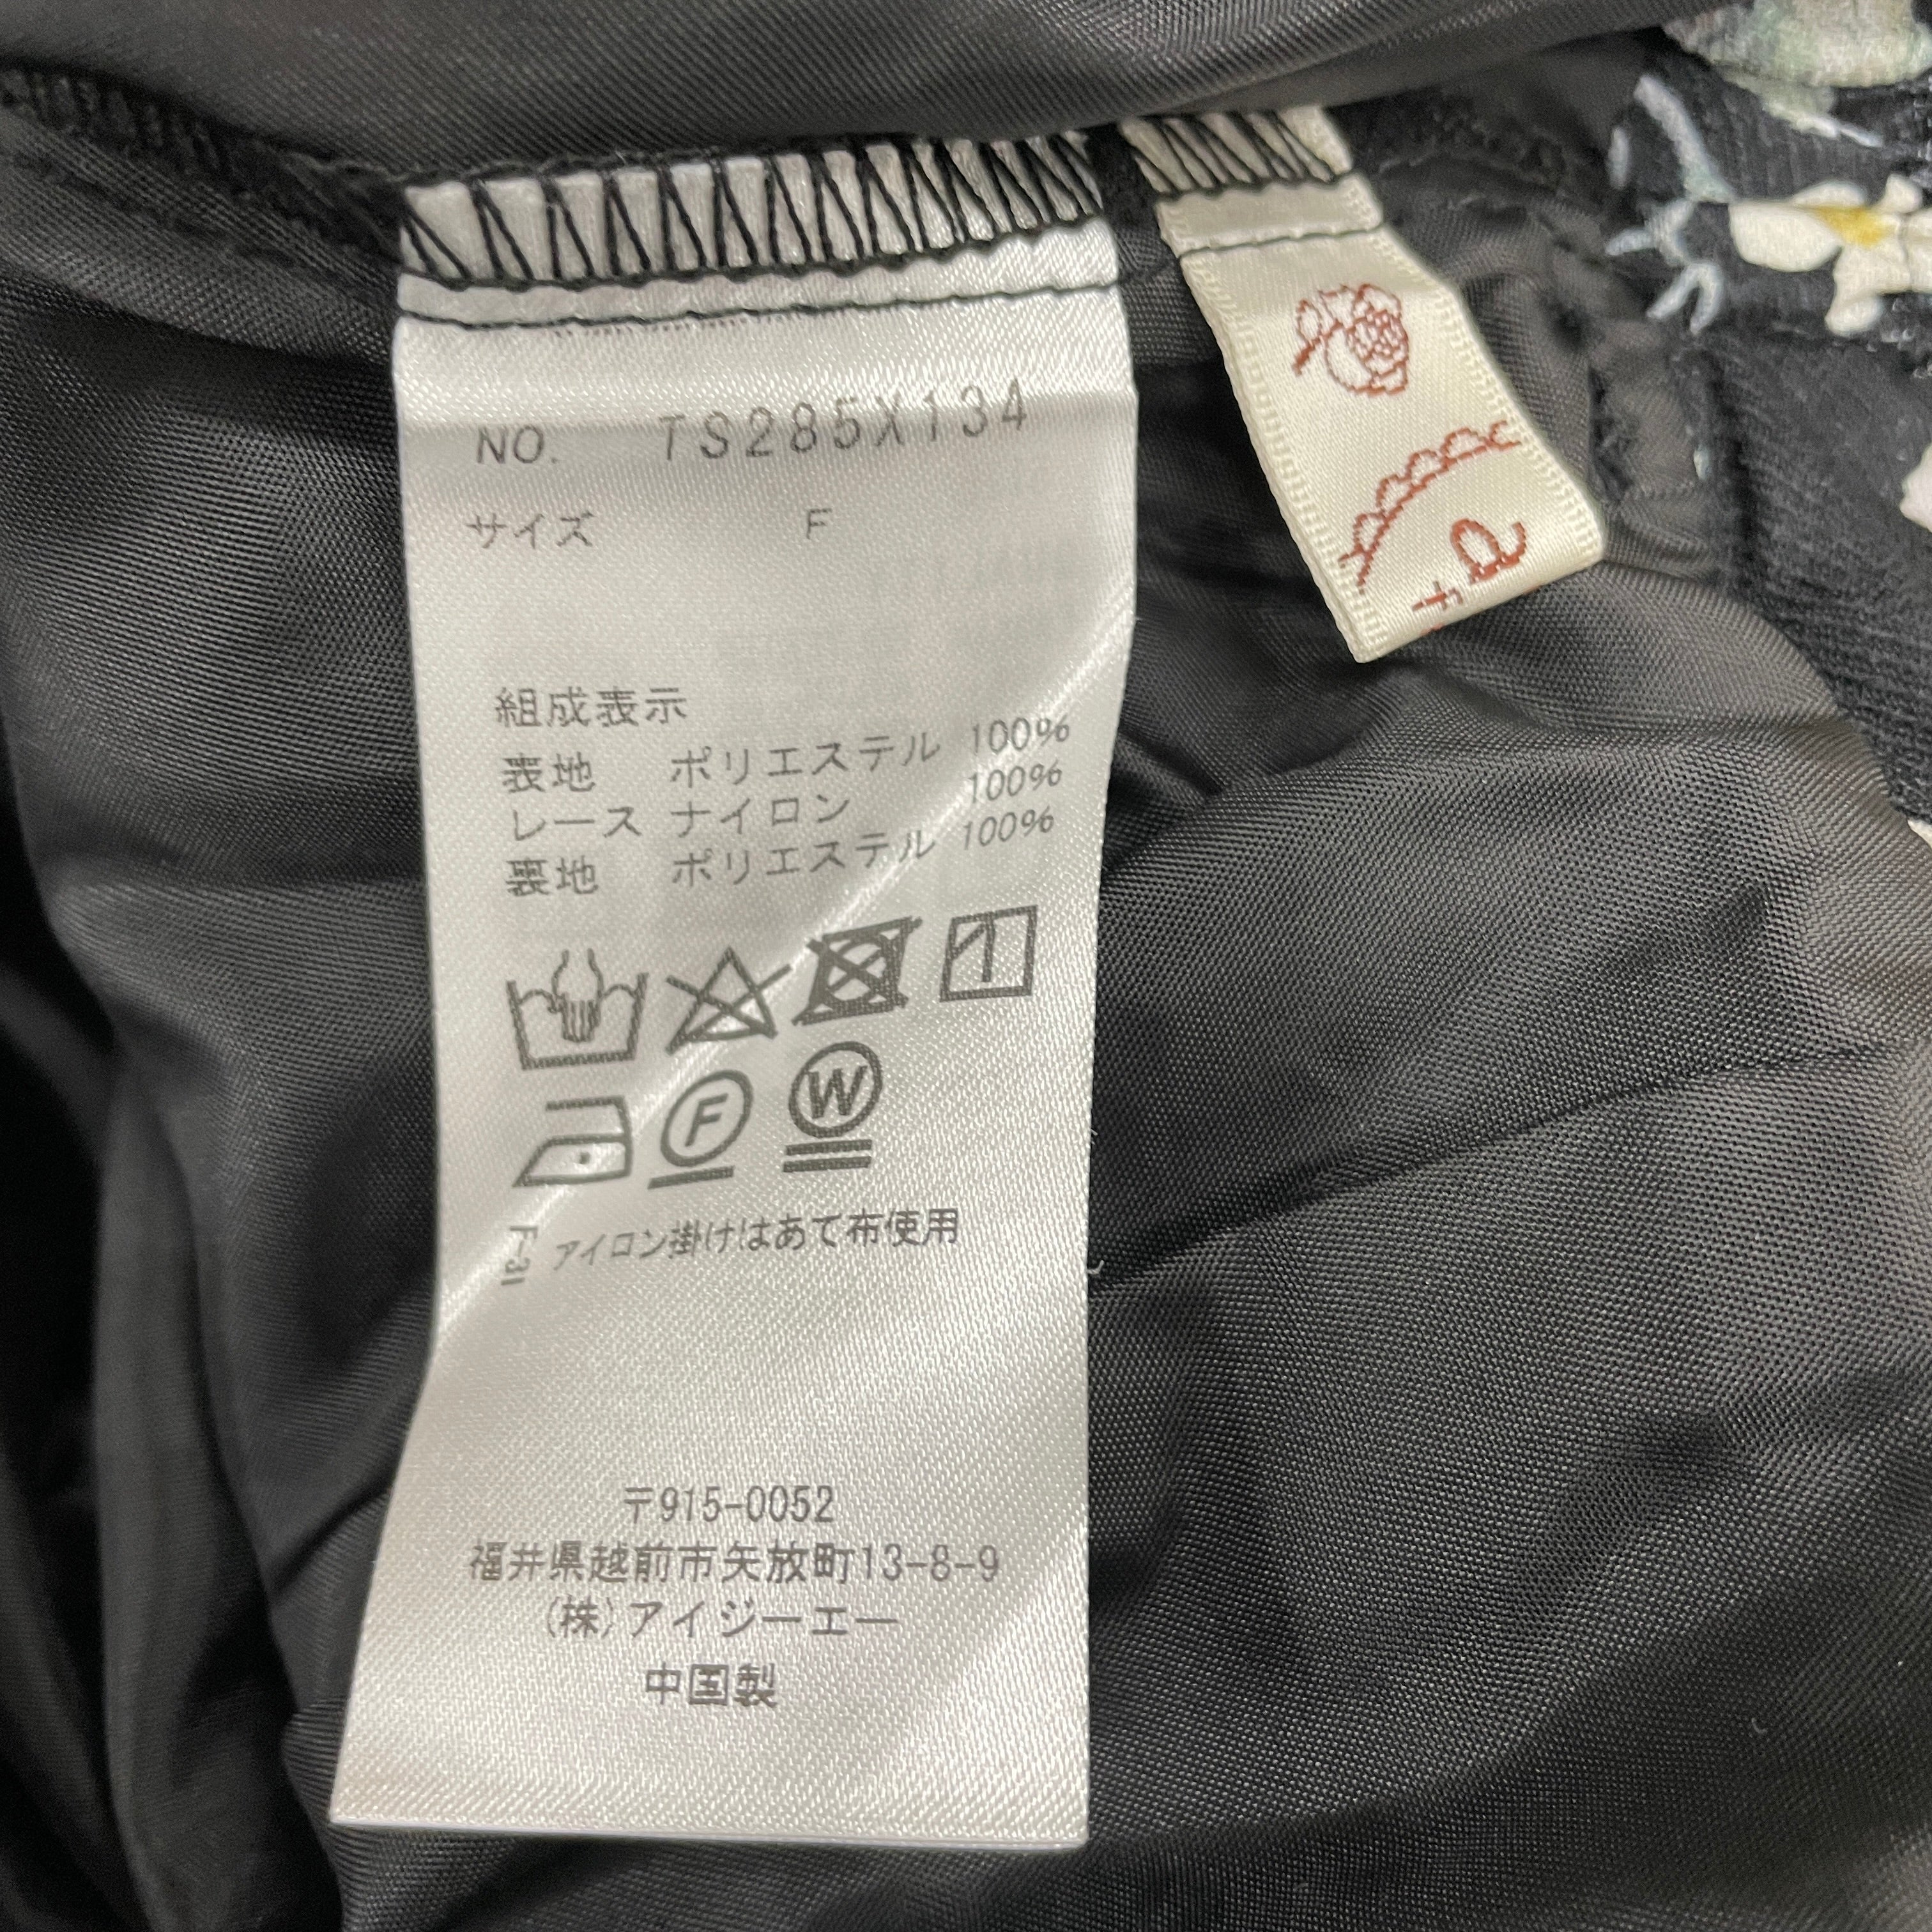 NO. TS285X134
サイズ F
組成表示
表地 ポリエステル 100%
レース ナイロン 100%
裏地 ポリエステル 100%
F
W
アイロン掛けはあて布使用
〒915-0052
福井県越前市矢放町13-8-9
(株)アイジーエー
中国製